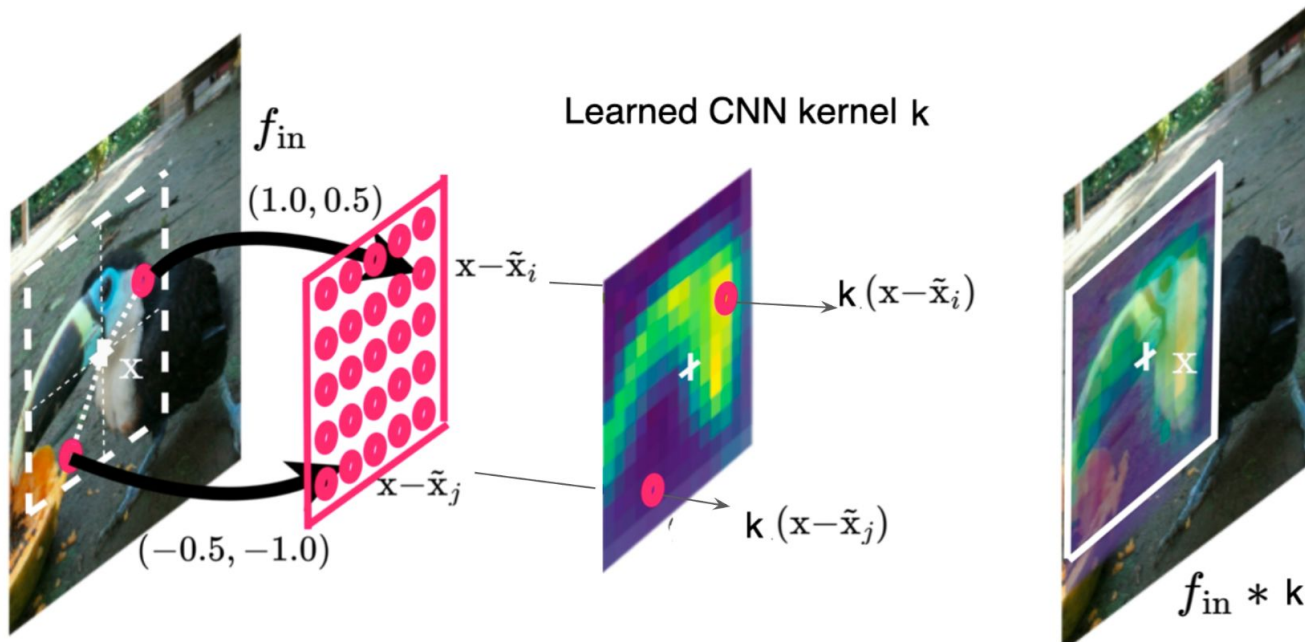 Learned CNN kernel k
f_in
(1.0, 0.5)
x
x−x̃_i
k.(x−x̃_i)
x
x−x̃_j
k.(x−x̃_j)
(−0.5, −1.0)
f_in ∗ k